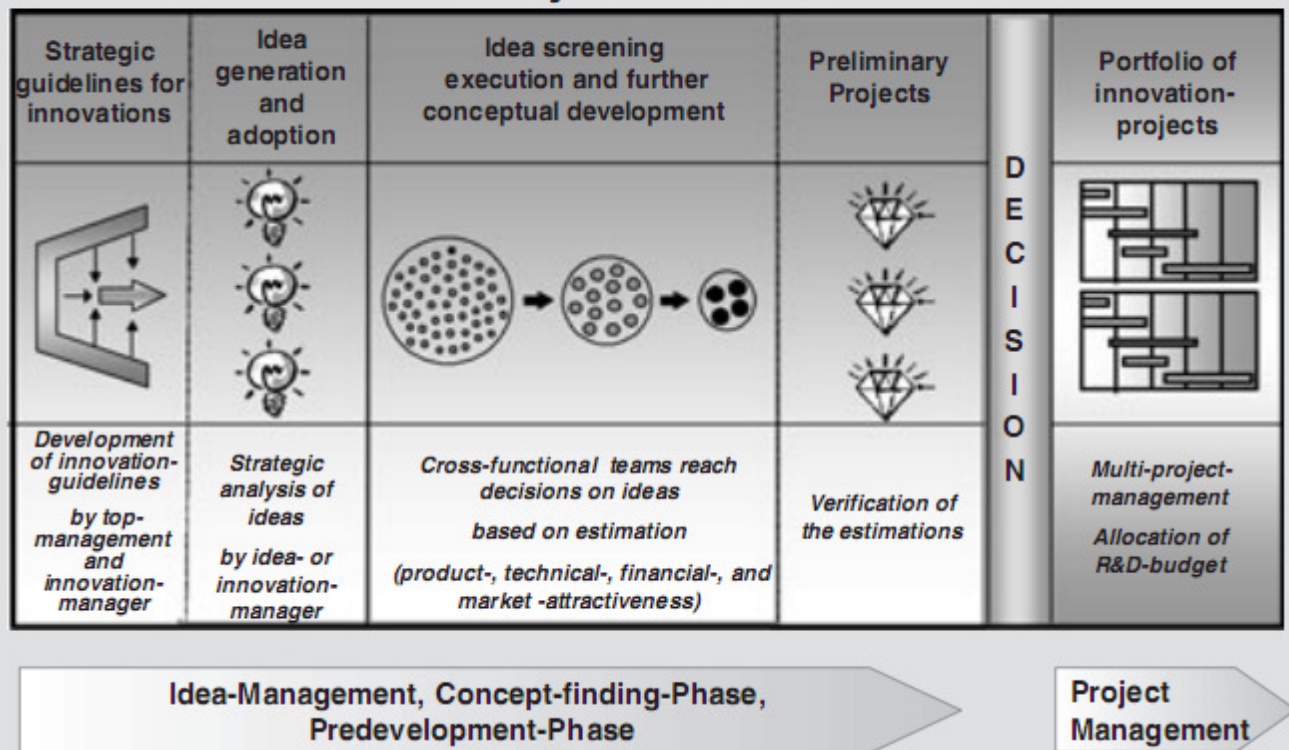 Strategic
guidelines for
innovations
Idea
generation
and
adoption
Idea screening
execution and further
conceptual development
Preliminary
Projects
DECISION
Portfolio of
innovation-
projects
Development
of innovation-
guidelines
by top-
management
and
innovation-
manager
Strategic
analysis of
ideas
by idea- or
innovation-
manager
Cross-functional teams reach
decisions on ideas
based on estimation
(product-, technical-, financial-, and
market -attractiveness)
Verification of
the estimations
Multi-project-
management
Allocation of
R&D-budget
Idea-Management, Concept-finding-Phase,
Predevelopment-Phase
Project
Management